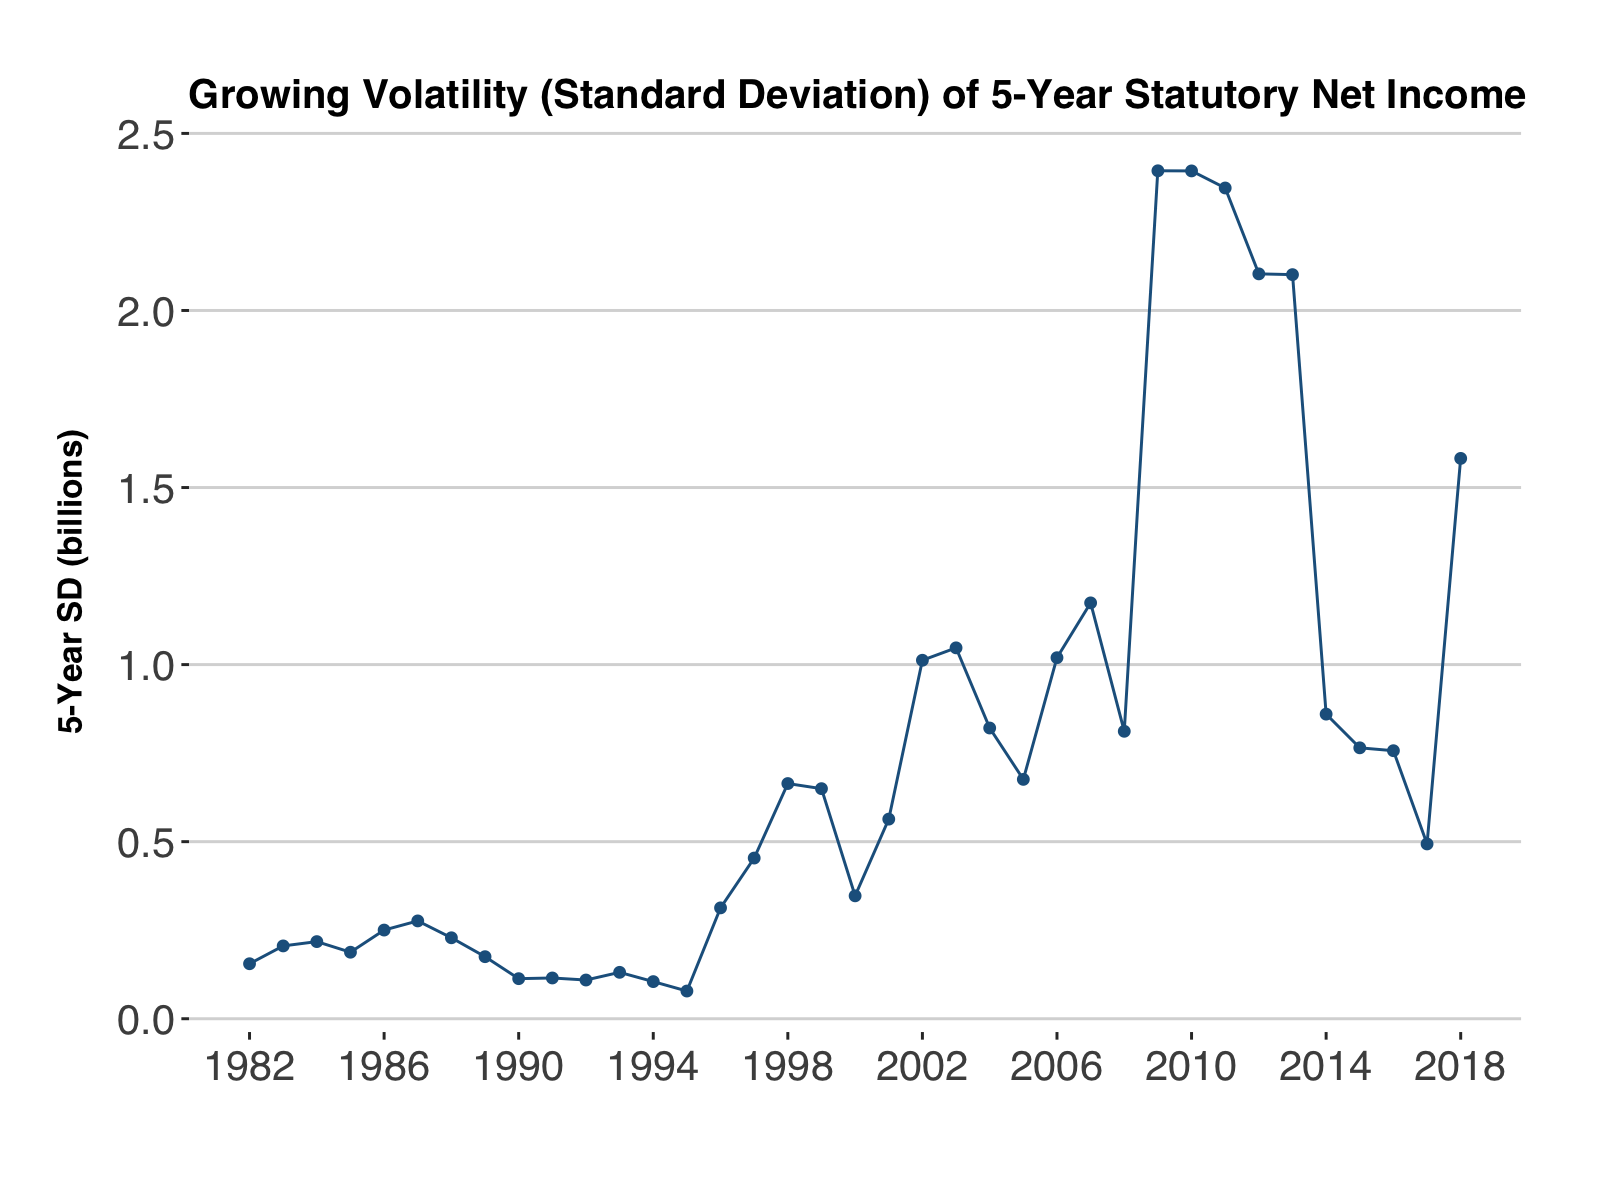 Growing Volatility (Standard Deviation) of 5-Year Statutory Net Income
2.5
2.0
1.5
1.0
0.5
0.0
5-Year SD (billions)
1982 1986 1990 1994 1998 2002 2006 2010 2014 2018